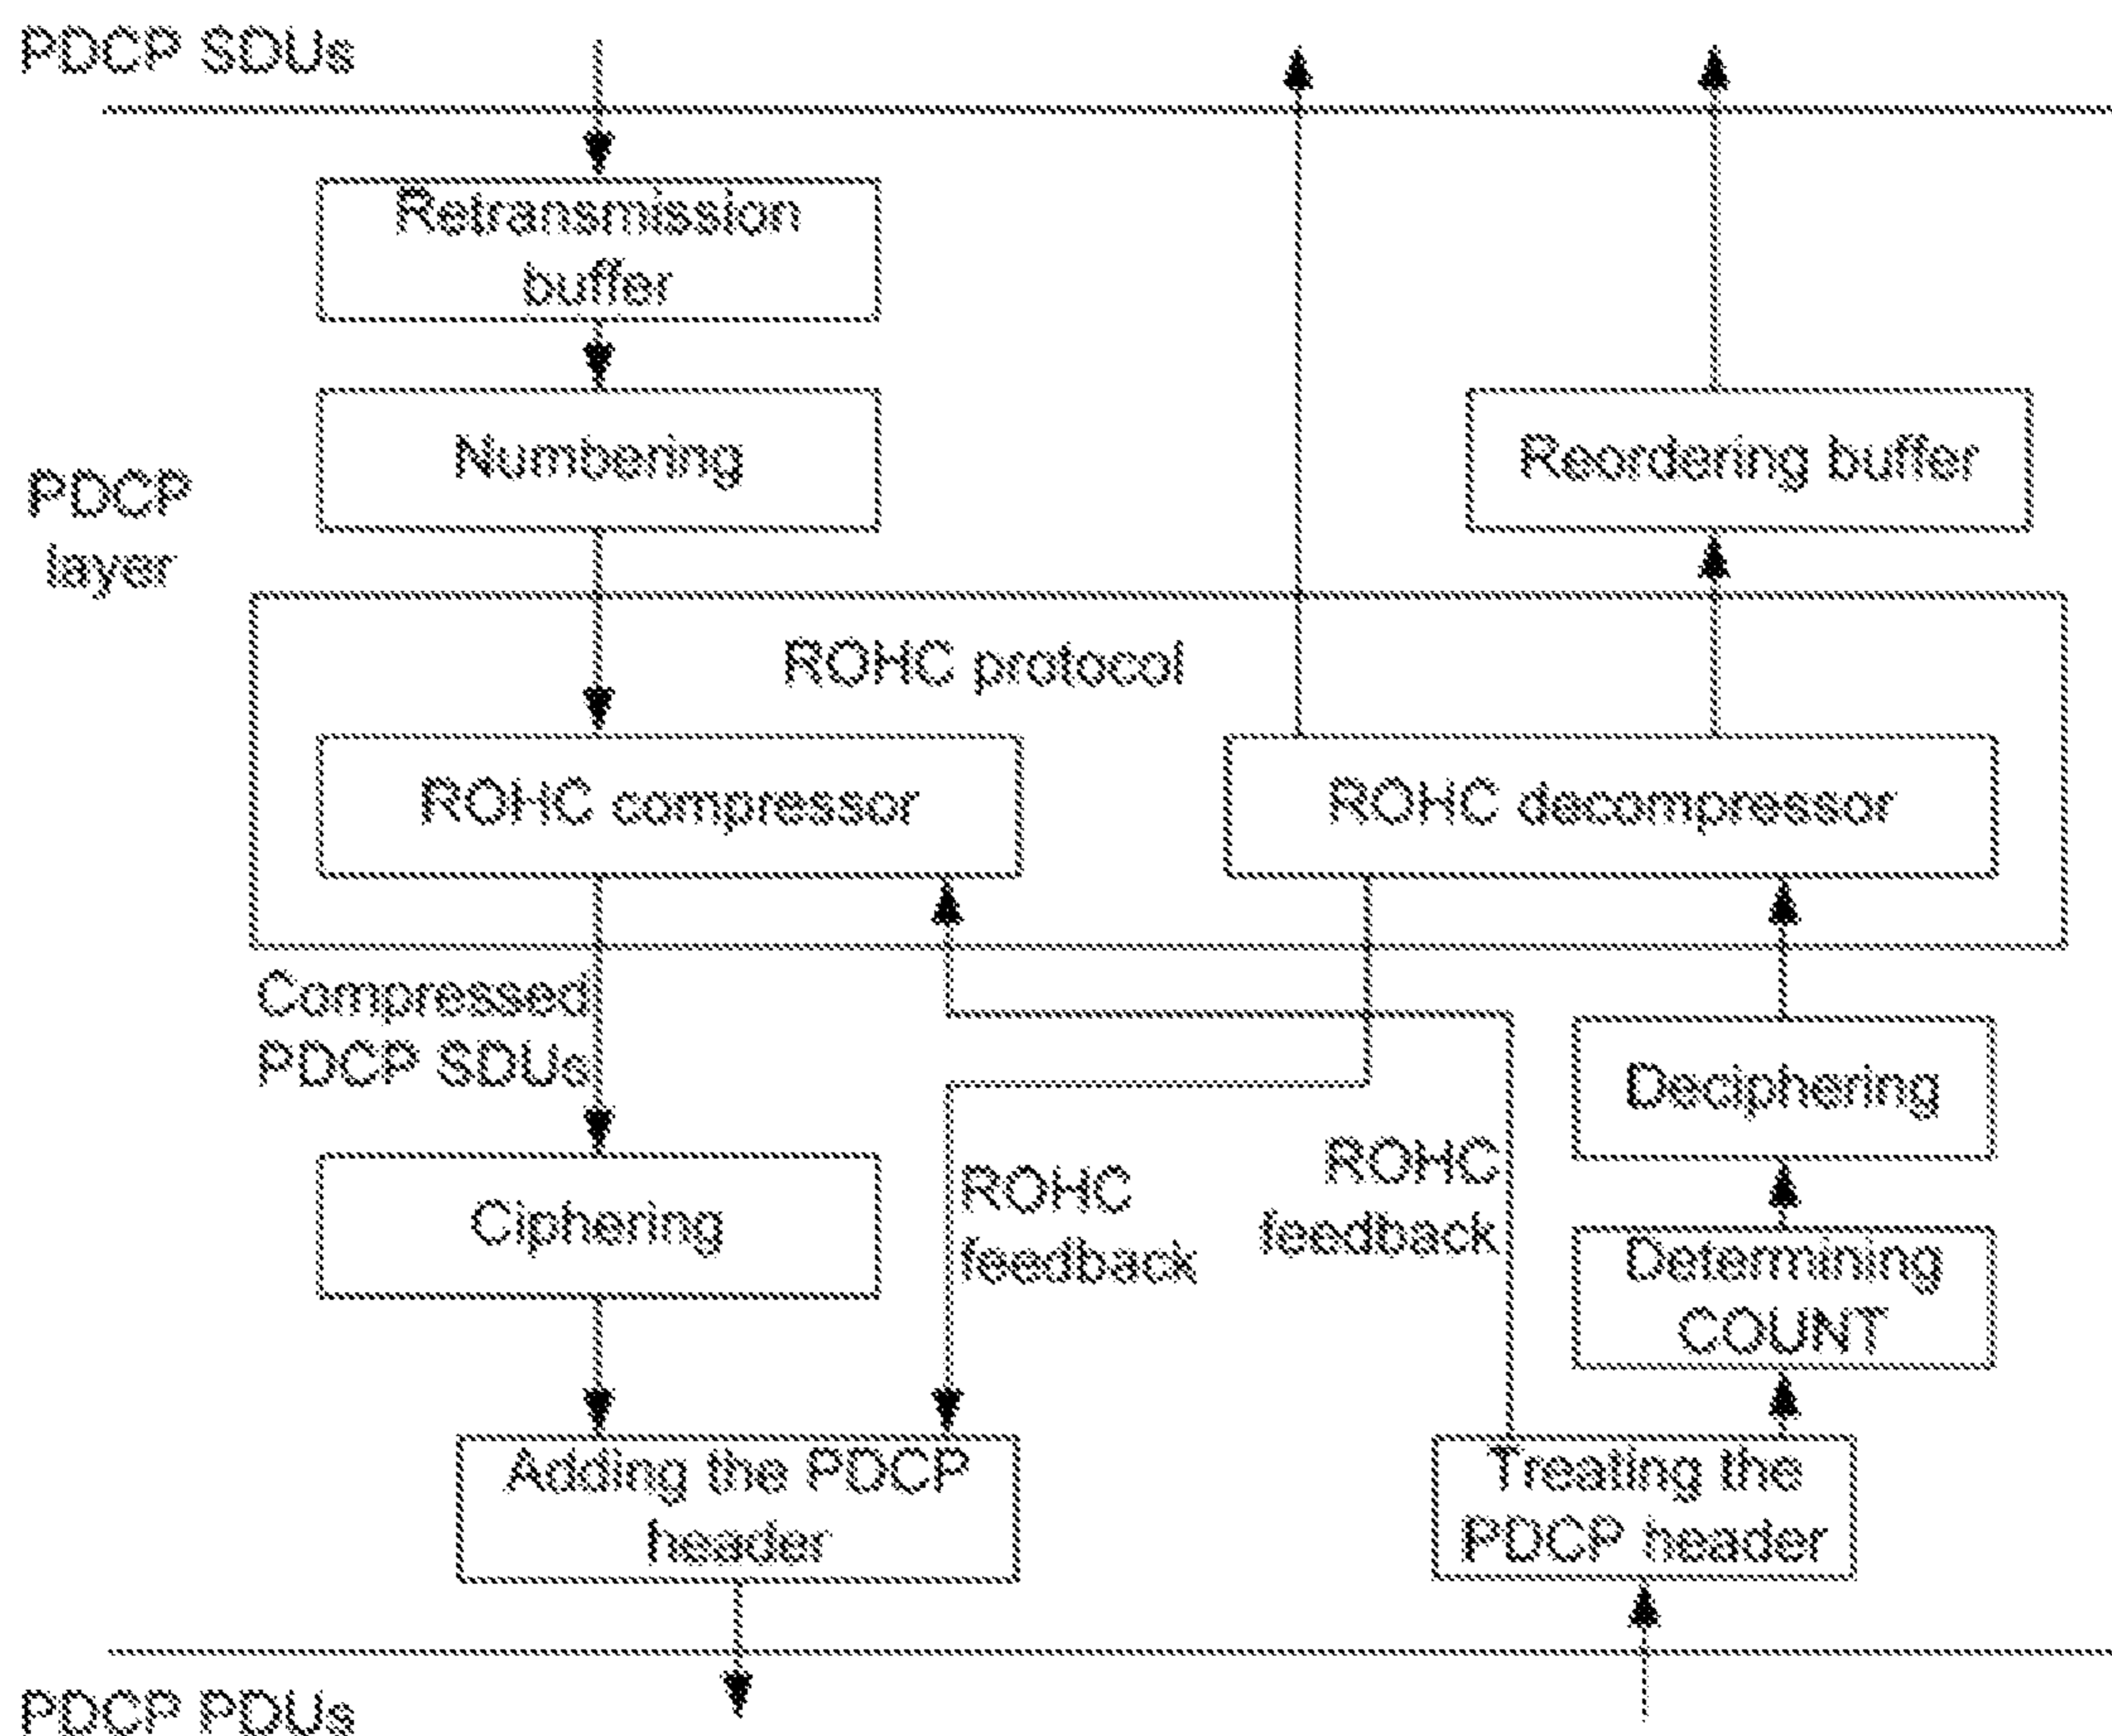 PDCP SDUs
Retransmission
buffer
Numbering
Reordering buffer
PDCP
layer
ROHC protocol
ROHC compressor
ROHC decompressor
Compressed
PDCP SDUs
Deciphering
Ciphering
ROHC
feedback
ROHC
feedback
Determining
COUNT
Adding the PDCP
header
Treating the
PDCP header
PDCP PDUs